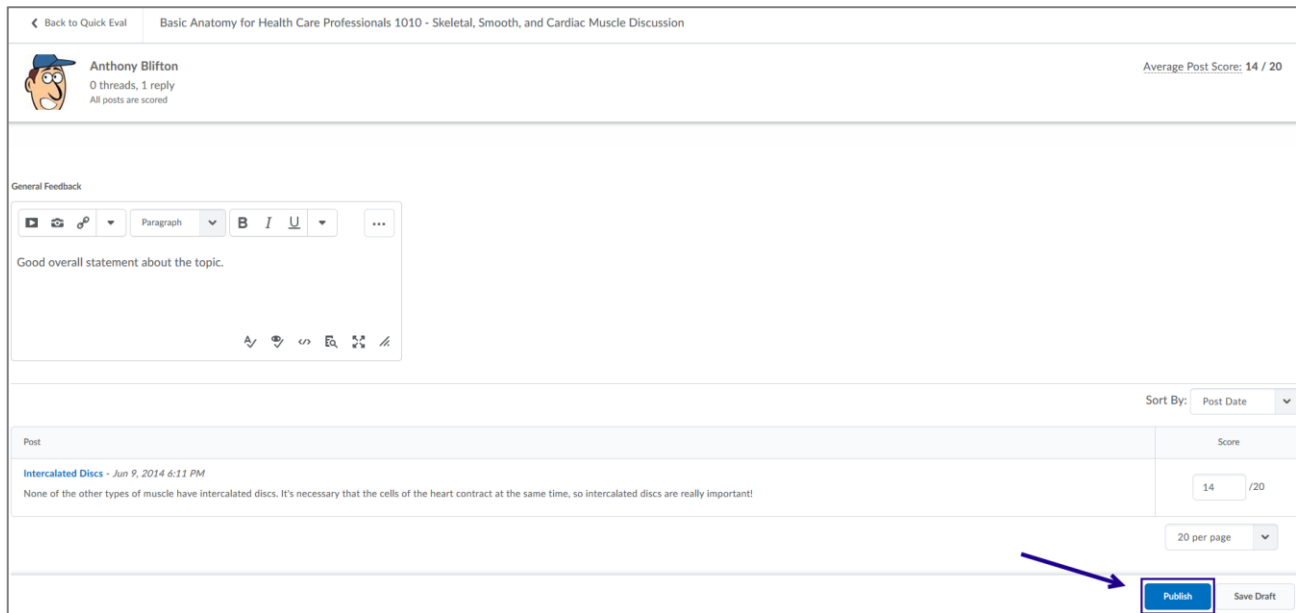 Back to Quick Eval
Basic Anatomy for Health Care Professionals 1010 - Skeletal, Smooth, and Cardiac Muscle Discussion
Anthony Blifton
0 threads, 1 reply
All posts are scored
Average Post Score: 14 / 20
General Feedback
Paragraph
B I U
Good overall statement about the topic.
Sort By: Post Date
Post
Score
Intercalated Discs - Jun 9, 2014 6:11 PM
None of the other types of muscle have intercalated discs. It's necessary that the cells of the heart contract at the same time, so intercalated discs are really important!
14 /20
20 per page
Publish
Save Draft